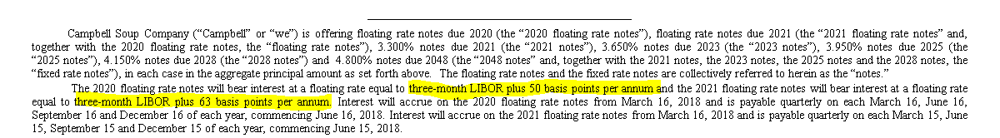 Campbell Soup Company (“Campbell” or “we”) is offering floating rate notes due 2020 (the “2020 floating rate notes”), floating rate notes due 2021 (the “2021 floating rate notes” and,
together with the 2020 floating rate notes, the “floating rate notes”), 3.300% notes due 2021 (the “2021 notes”), 3.650% notes due 2023 (the “2023 notes”), 3.950% notes due 2025 (the
“2025 notes”), 4.150% notes due 2028 (the “2028 notes”) and 4.800% notes due 2048 (the “2048 notes” and, together with the 2021 notes, the 2023 notes, the 2025 notes and the 2028 notes, the
“fixed rate notes”), in each case in the aggregate principal amount as set forth above. The floating rate notes and the fixed rate notes are collectively referred to herein as the “notes.”
The 2020 floating rate notes will bear interest at a floating rate equal to three-month LIBOR plus 50 basis points per annum and the 2021 floating rate notes will bear interest at a floating rate
equal to three-month LIBOR plus 63 basis points per annum. Interest will accrue on the 2020 floating rate notes from March 16, 2018 and is payable quarterly on each March 16, June 16,
September 16 and December 16 of each year, commencing June 16, 2018. Interest will accrue on the 2021 floating rate notes from March 16, 2018 and is payable quarterly on each March 15, June
15, September 15 and December 15 of each year, commencing June 15, 2018.